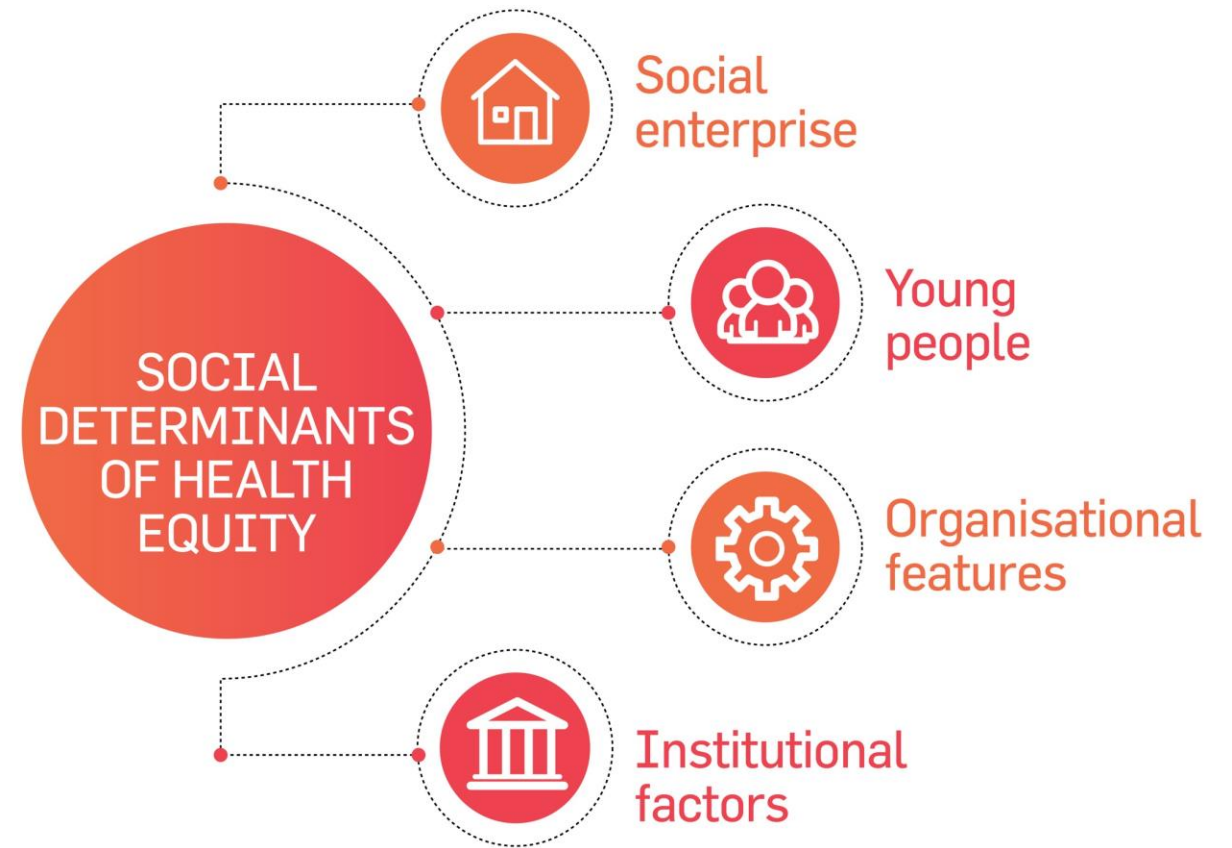 Social
enterprise
Young
people
SOCIAL
DETERMINANTS
OF HEALTH
EQUITY
Organisational
features
Institutional
factors